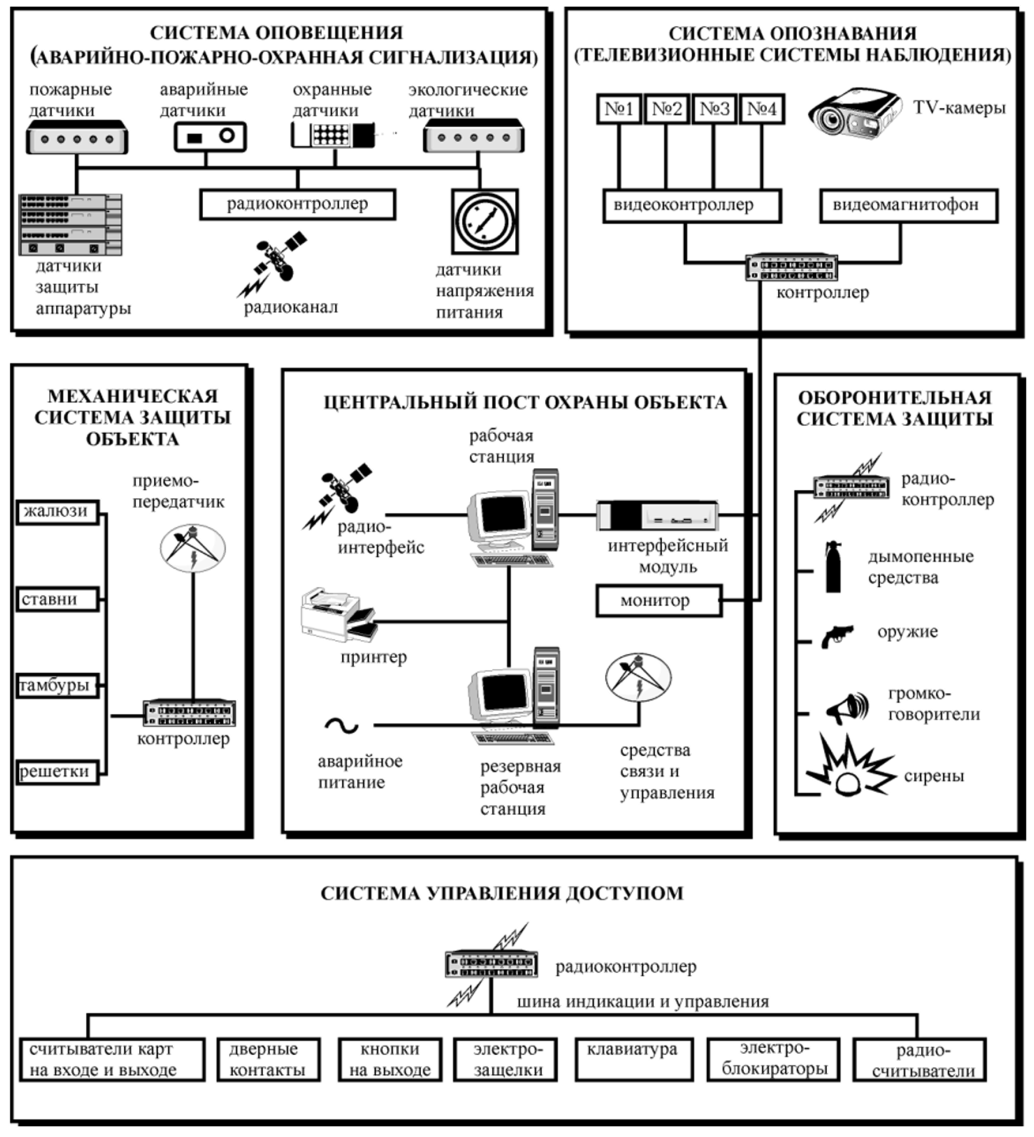 СИСТЕМА ОПОВЕЩЕНИЯ
(АВАРИЙНО-ПОЖАРНО-ОХРАННАЯ СИГНАЛИЗАЦИЯ)
пожарные
датчики
аварийные
датчики
охранные
датчики
экологические
датчики
радиоконтроллер
датчики
защиты
аппаратуры
радиоканал
датчики
напряжения
питания
СИСТЕМА ОПОЗНАВАНИЯ
(ТЕЛЕВИЗИОННЫЕ СИСТЕМЫ НАБЛЮДЕНИЯ)
№1
№2
№3
№4
TV-камеры
видеоконтроллер
видеомагнитофон
контроллер
МЕХАНИЧЕСКАЯ
СИСТЕМА ЗАЩИТЫ
ОБЪЕКТА
приемо-
передатчик
жалюзи
ставни
тамбуры
контроллер
решетки
ЦЕНТРАЛЬНЫЙ ПОСТ ОХРАНЫ ОБЪЕКТА
рабочая
станция
радио-
интерфейс
интерфейсный
модуль
монитор
принтер
аварийное
питание
резервная
рабочая
станция
средства
связи и
управления
ОБОРОНИТЕЛЬНАЯ
СИСТЕМА ЗАЩИТЫ
радио-
контроллер
дымопенные
средства
оружие
громко-
говорители
сирены
СИСТЕМА УПРАВЛЕНИЯ ДОСТУПОМ
радиоконтроллер
шина индикации и управления
считыватели карт
на входе и выходе
дверные
контакты
кнопки
на выходе
электро-
защелки
клавиатура
электро-
блокираторы
радио-
считыватели